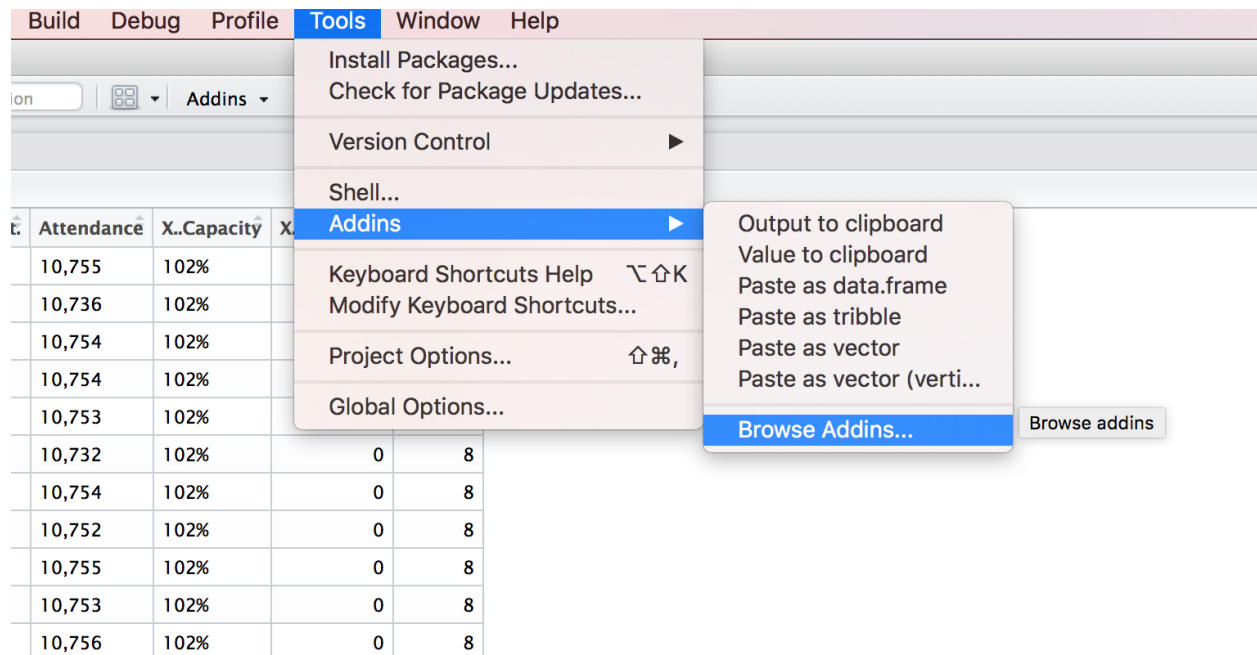 Build Debug Profile Tools Window Help
Install Packages...
Check for Package Updates...
Addins
Version Control
Shell...
Addins
Keyboard Shortcuts Help ⌥⇧K
Modify Keyboard Shortcuts...
Project Options... ⇧⌘,
Global Options...
Output to clipboard
Value to clipboard
Paste as data.frame
Paste as tribble
Paste as vector
Paste as vector (verti...
Browse Addins...
Browse addins
Attendance X..Capacity
10,755 102%
10,736 102%
10,754 102%
10,754 102%
10,753 102%
10,732 102% 0 8
10,754 102% 0 8
10,752 102% 0 8
10,755 102% 0 8
10,753 102% 0 8
10,756 102% 0 8